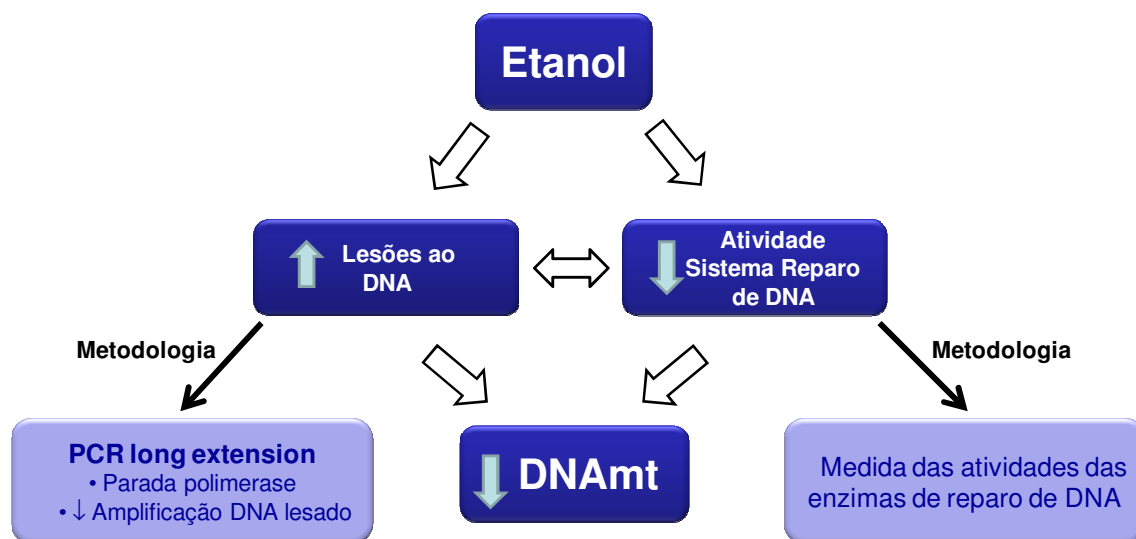 Etanol
Lesões ao
DNA
Atividade
Sistema Reparo
de DNA
Metodologia
Metodologia
PCR long extension
• Parada polimerase
• ↓ Amplificação DNA lesado
DNAmt
Medida das atividades das
enzimas de reparo de DNA